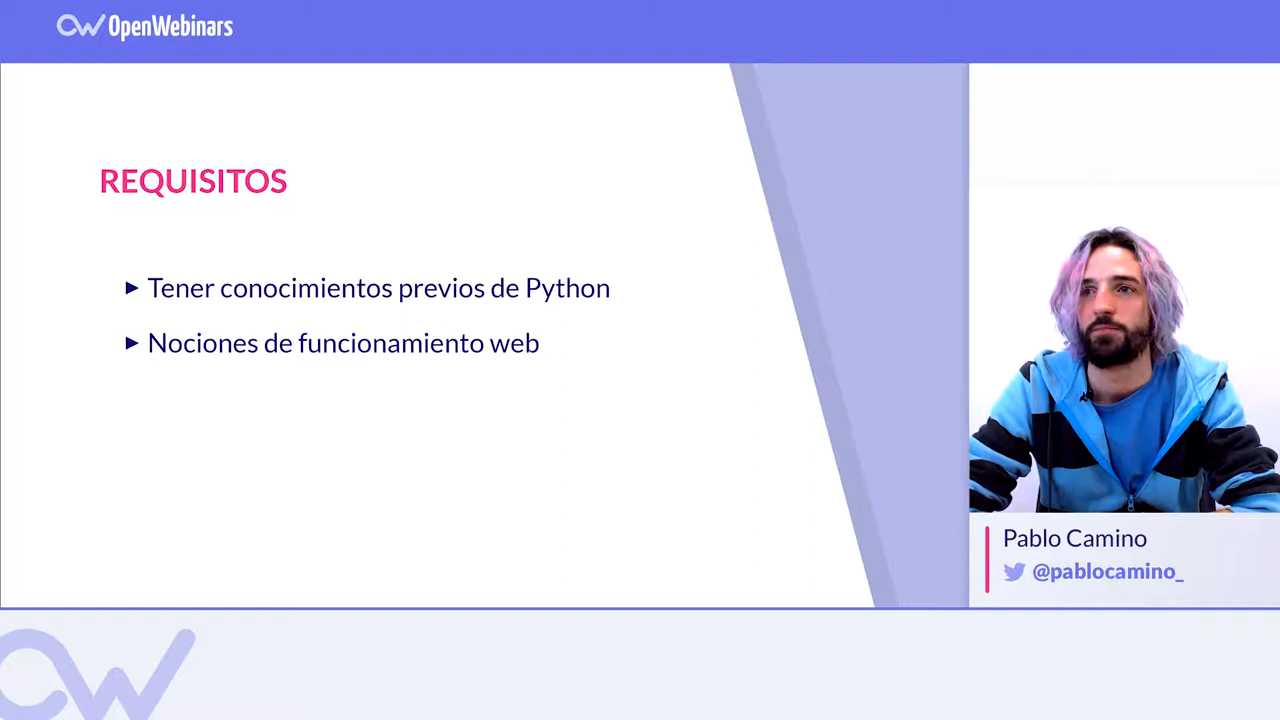 OpenWebinars
REQUISITOS
Tener conocimientos previos de Python
Nociones de funcionamiento web
Pablo Camino
@pablocamino_